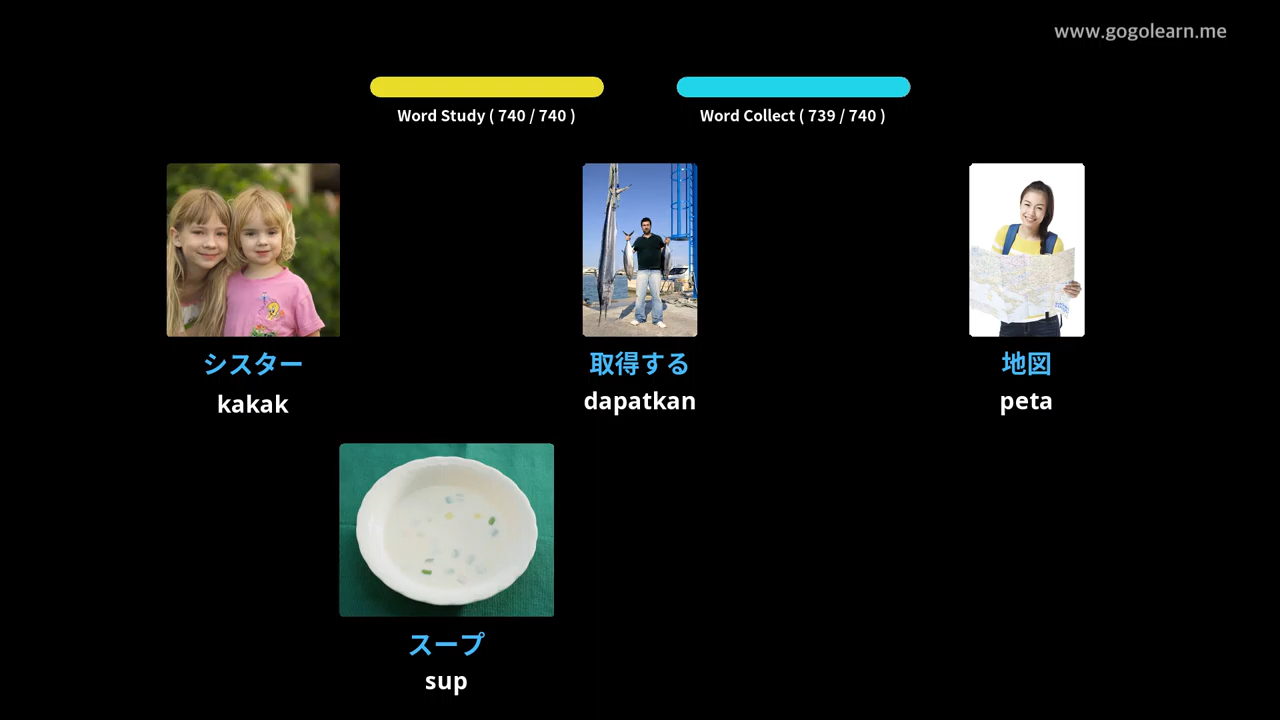 www.gogolearn.me
Word Study ( 740 / 740 )
Word Collect ( 739 / 740 )
シスター
kakak
取得する
dapatkan
地図
peta
スープ
sup